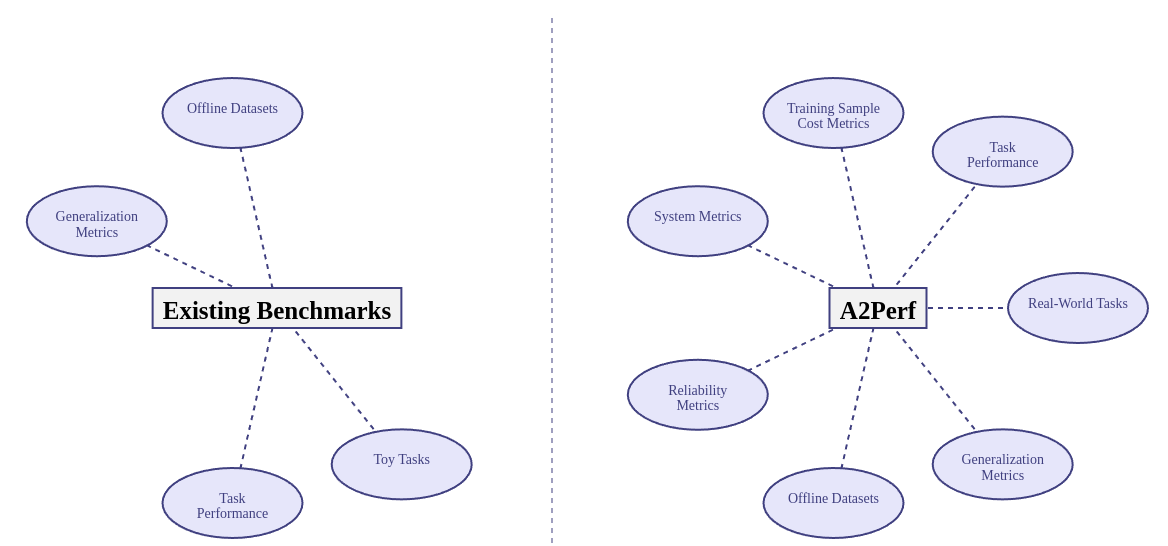 Offline Datasets
Generalization
Metrics
Existing Benchmarks
Toy Tasks
Task
Performance
Training Sample
Cost Metrics
Task
Performance
System Metrics
Real-World Tasks
A2Perf
Reliability
Metrics
Generalization
Metrics
Offline Datasets